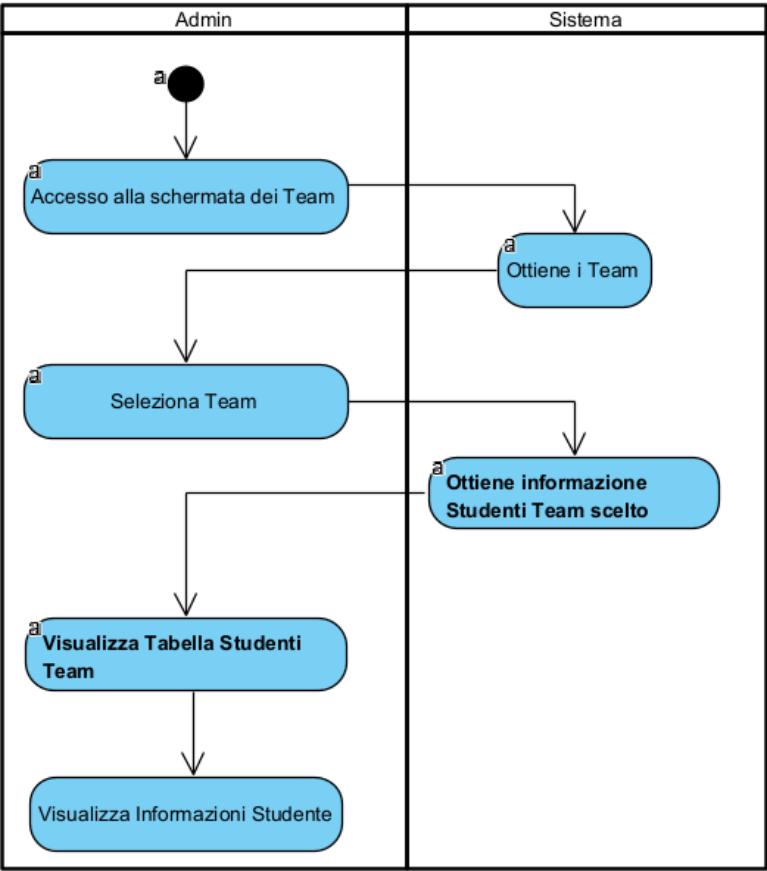 Admin
Sistema
a
a
Accesso alla schermata dei Team
a
Ottiene i Team
a
Seleziona Team
a
Ottiene informazione
Studenti Team scelto
a
Visualizza Tabella Studenti
Team
Visualizza Informazioni Studente